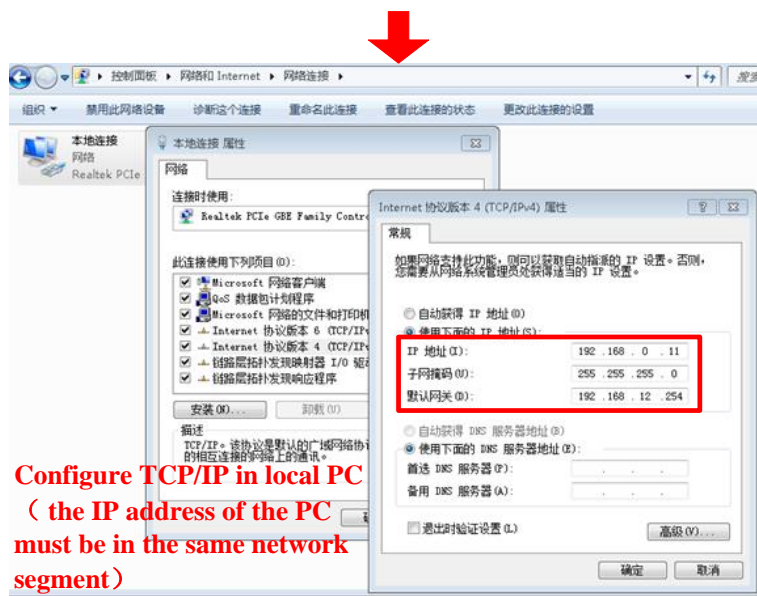 控制面板 ▸ 网络和 Internet ▸ 网络连接 ▸
组织 禁用此网络设备 诊断这个连接 重命名此连接 查看此连接的状态 更改此连接的设置
本地连接
网络
Realtek PCIe
本地连接 属性
网络
连接时使用:
Realtek PCIe GBE Family Contro
此连接使用下列项目(O):
Microsoft 网络客户端
QoS 数据包计划程序
Microsoft 网络的文件和打印机
Internet 协议版本 6 (TCP/IPv
Internet 协议版本 4 (TCP/IPv
链路层拓扑发现映射器 I/O 驱
链路层拓扑发现响应程序
安装(N)... 卸载(U)
描述
TCP/IP。该协议是默认的广域网络协议
的相互连接的网络上的通讯。
Internet 协议版本 4 (TCP/IPv4) 属性
常规
如果网络支持此功能，则可以获取自动指派的 IP 设置。否则，
您需要从网络系统管理员处获得适当的 IP 设置。
自动获得 IP 地址(O)
使用下面的 IP 地址(S):
IP 地址(I): 192 .168 . 0 . 11
子网掩码(U): 255 .255 .255 . 0
默认网关(D): 192 .168 . 12 .254
自动获得 DNS 服务器地址(B)
使用下面的 DNS 服务器地址(E):
首选 DNS 服务器(P):
备用 DNS 服务器(A):
退出时验证设置(L) 高级(V)...
确定 取消
Configure TCP/IP in local PC
（ the IP address of the PC
must be in the same network
segment）